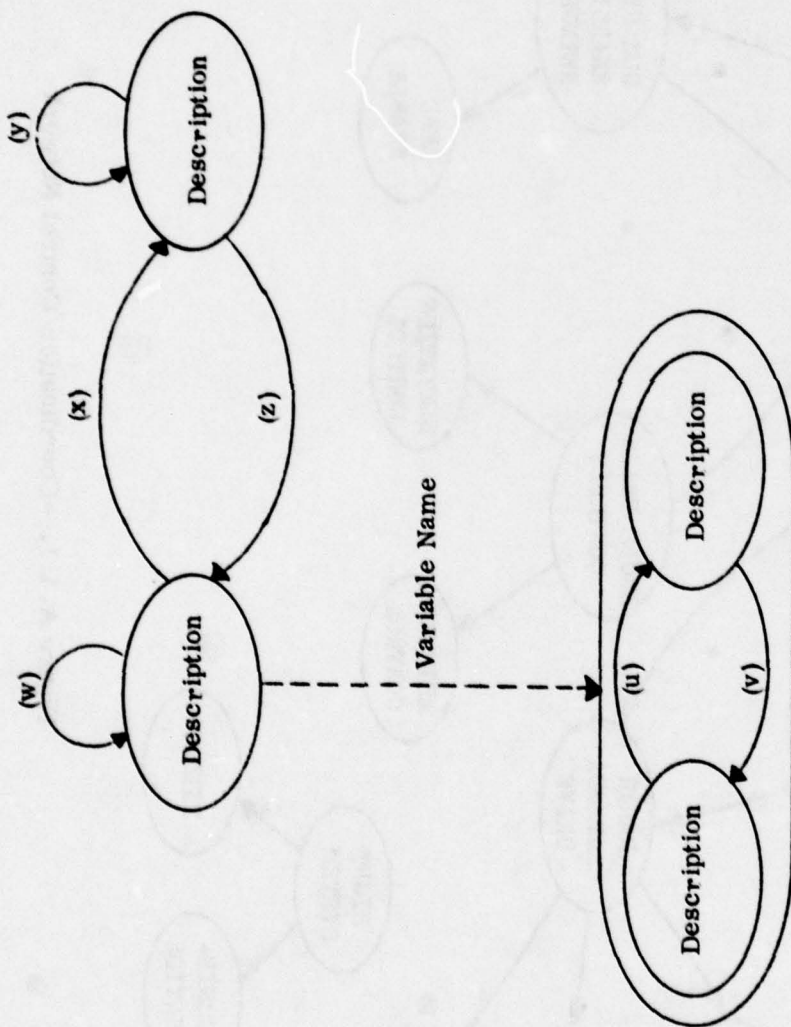 (w)
(x)
(y)
Description
Description
(z)
Variable Name
(u)
Description
Description
(v)